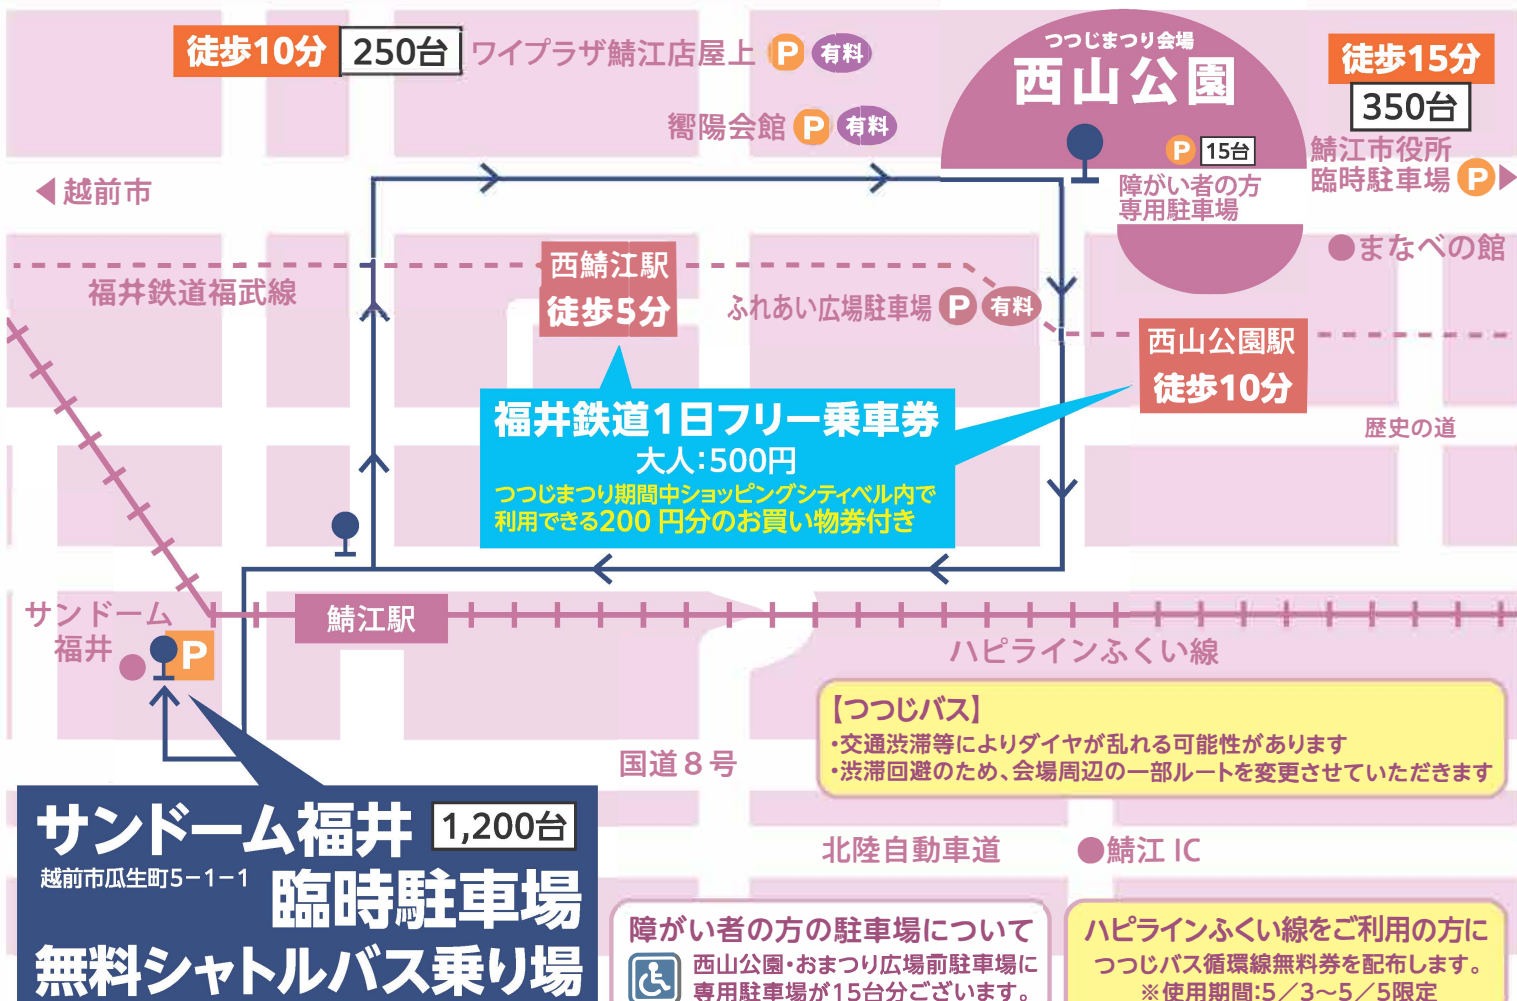 徒歩10分 250台 ワイプラザ鯖江店屋上 P 有料
嚮陽会館 P 有料
つつじまつり会場
西山公園
P 15台
障がい者の方
専用駐車場
徒歩15分
350台
鯖江市役所
臨時駐車場 P
越前市
まなべの館
福井鉄道福武線
西鯖江駅
徒歩5分
ふれあい広場駐車場 P 有料
西山公園駅
徒歩10分
福井鉄道1日フリー乗車券
大人:500円
つつじまつり期間中ショッピングシティベル内で
利用できる200円分のお買い物券付き
歴史の道
サンドーム
福井
P
鯖江駅
ハピラインふくい線
【つつじバス】
・交通渋滞等によりダイヤが乱れる可能性があります
・渋滞回避のため、会場周辺の一部ルートを変更させていただきます
国道8号
サンドーム福井 1,200台
越前市瓜生町5-1-1
臨時駐車場
無料シャトルバス乗り場
北陸自動車道
鯖江 IC
障がい者の方の駐車場について
西山公園・おまつり広場前駐車場に
専用駐車場が15台分ございます。
ハピラインふくい線をご利用の方に
つつじバス循環線無料券を配布します。
※使用期間:5/3〜5/5限定